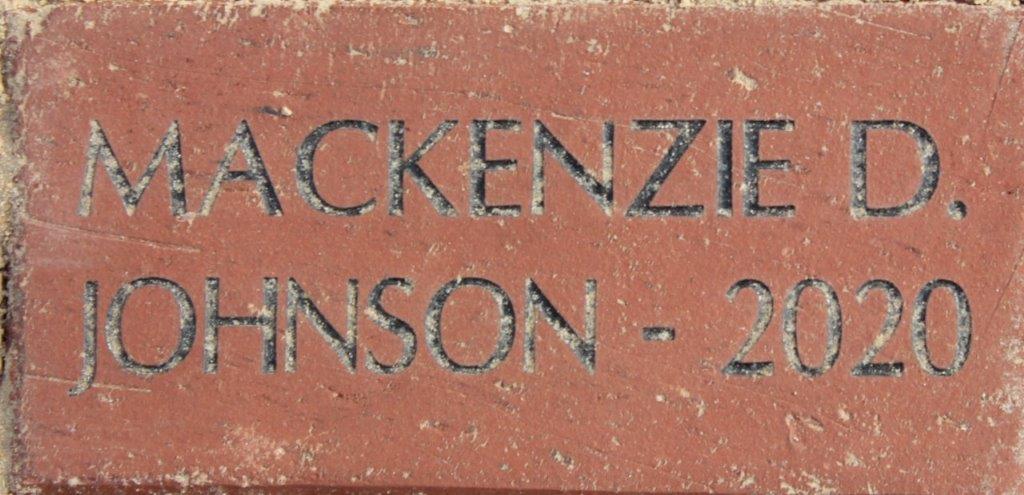 MACKENZIE D.
JOHNSON - 2020